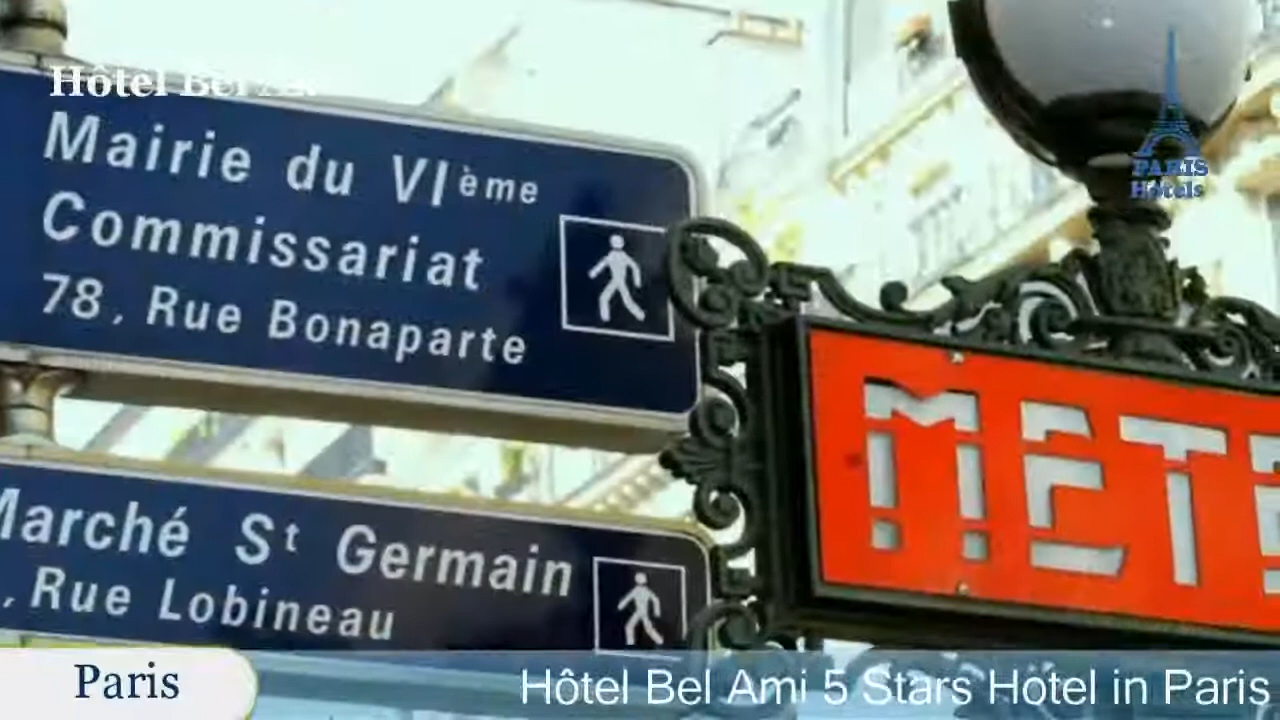 Hôtel Bel
Mairie du VIème
Commissariat
78, Rue Bonaparte
Marché St Germain
, Rue Lobineau
METR
PARIS
Hotels
Paris
Hôtel Bel Ami 5 Stars Hotel in Paris